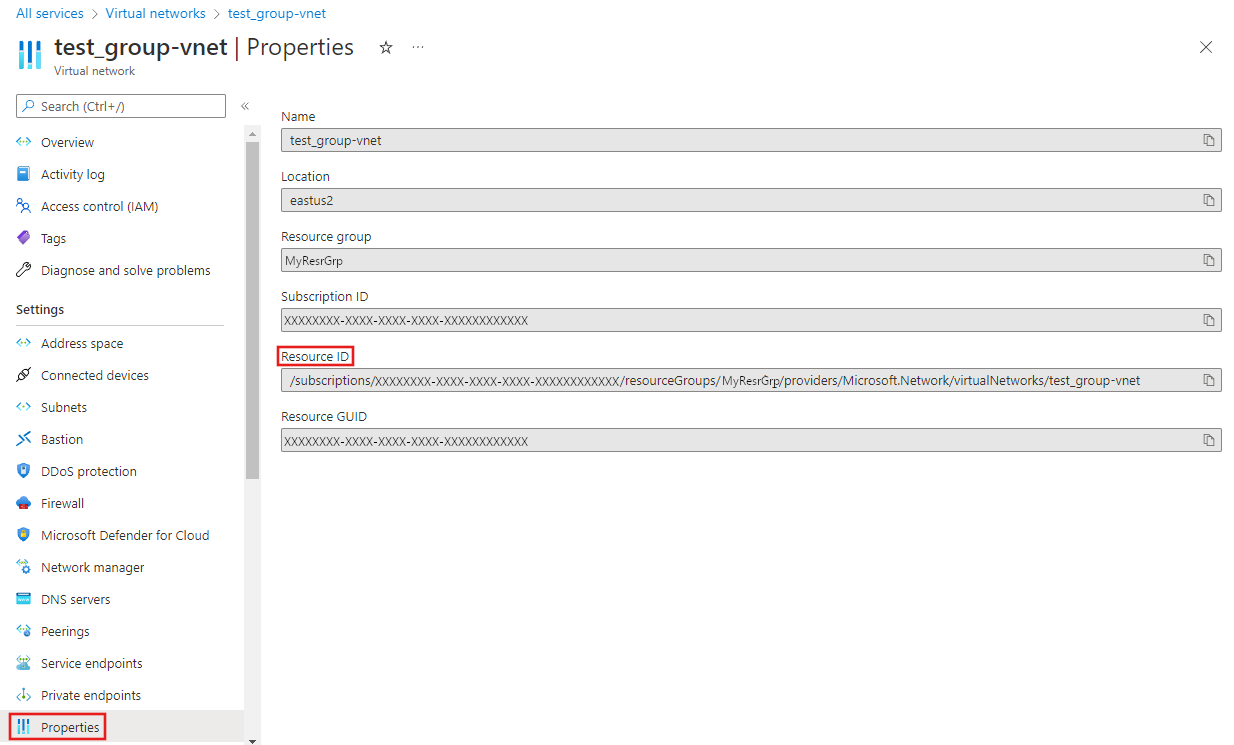 All services > Virtual networks > test_group-vnet
test_group-vnet | Properties
Virtual network
Search (Ctrl+/)
Overview
Activity log
Access control (IAM)
Tags
Diagnose and solve problems
Settings
Address space
Connected devices
Subnets
Bastion
DDoS protection
Firewall
Microsoft Defender for Cloud
Network manager
DNS servers
Peerings
Service endpoints
Private endpoints
Properties
Name
test_group-vnet
Location
eastus2
Resource group
MyResrGrp
Subscription ID
XXXXXXXX-XXXX-XXXX-XXXX-XXXXXXXXXXXX
Resource ID
/subscriptions/XXXXXXXX-XXXX-XXXX-XXXX-XXXXXXXXXXXX/resourceGroups/MyResrGrp/providers/Microsoft.Network/virtualNetworks/test_group-vnet
Resource GUID
XXXXXXXX-XXXX-XXXX-XXXX-XXXXXXXXXXXX